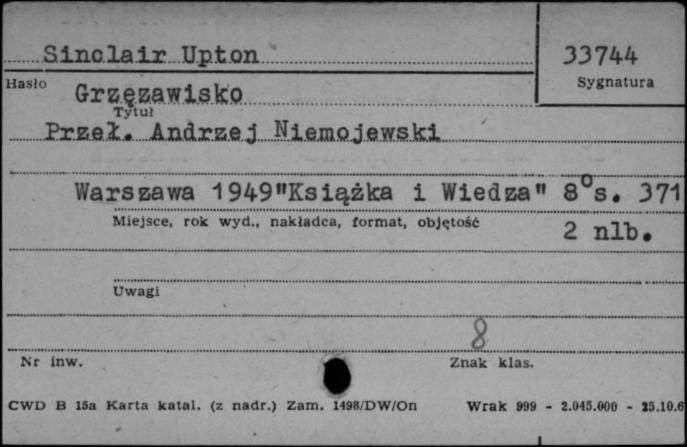 Sinclair Upton
33744
Hasło
Sygnatura
Grzęzawisko
Tytuł
Przeł. Andrzej Niemojewski
Warszawa 1949"Książka i Wiedza" 8°s. 371
Miejsce, rok wyd., nakładca, format, objętość
2 nlb.
Uwagi
8
Nr inw.
Znak klas.
CWD B 15a Karta katal. (z nadr.) Zam. 1498/DW/On Wrak 999 - 2.045.000 - 25.10.6